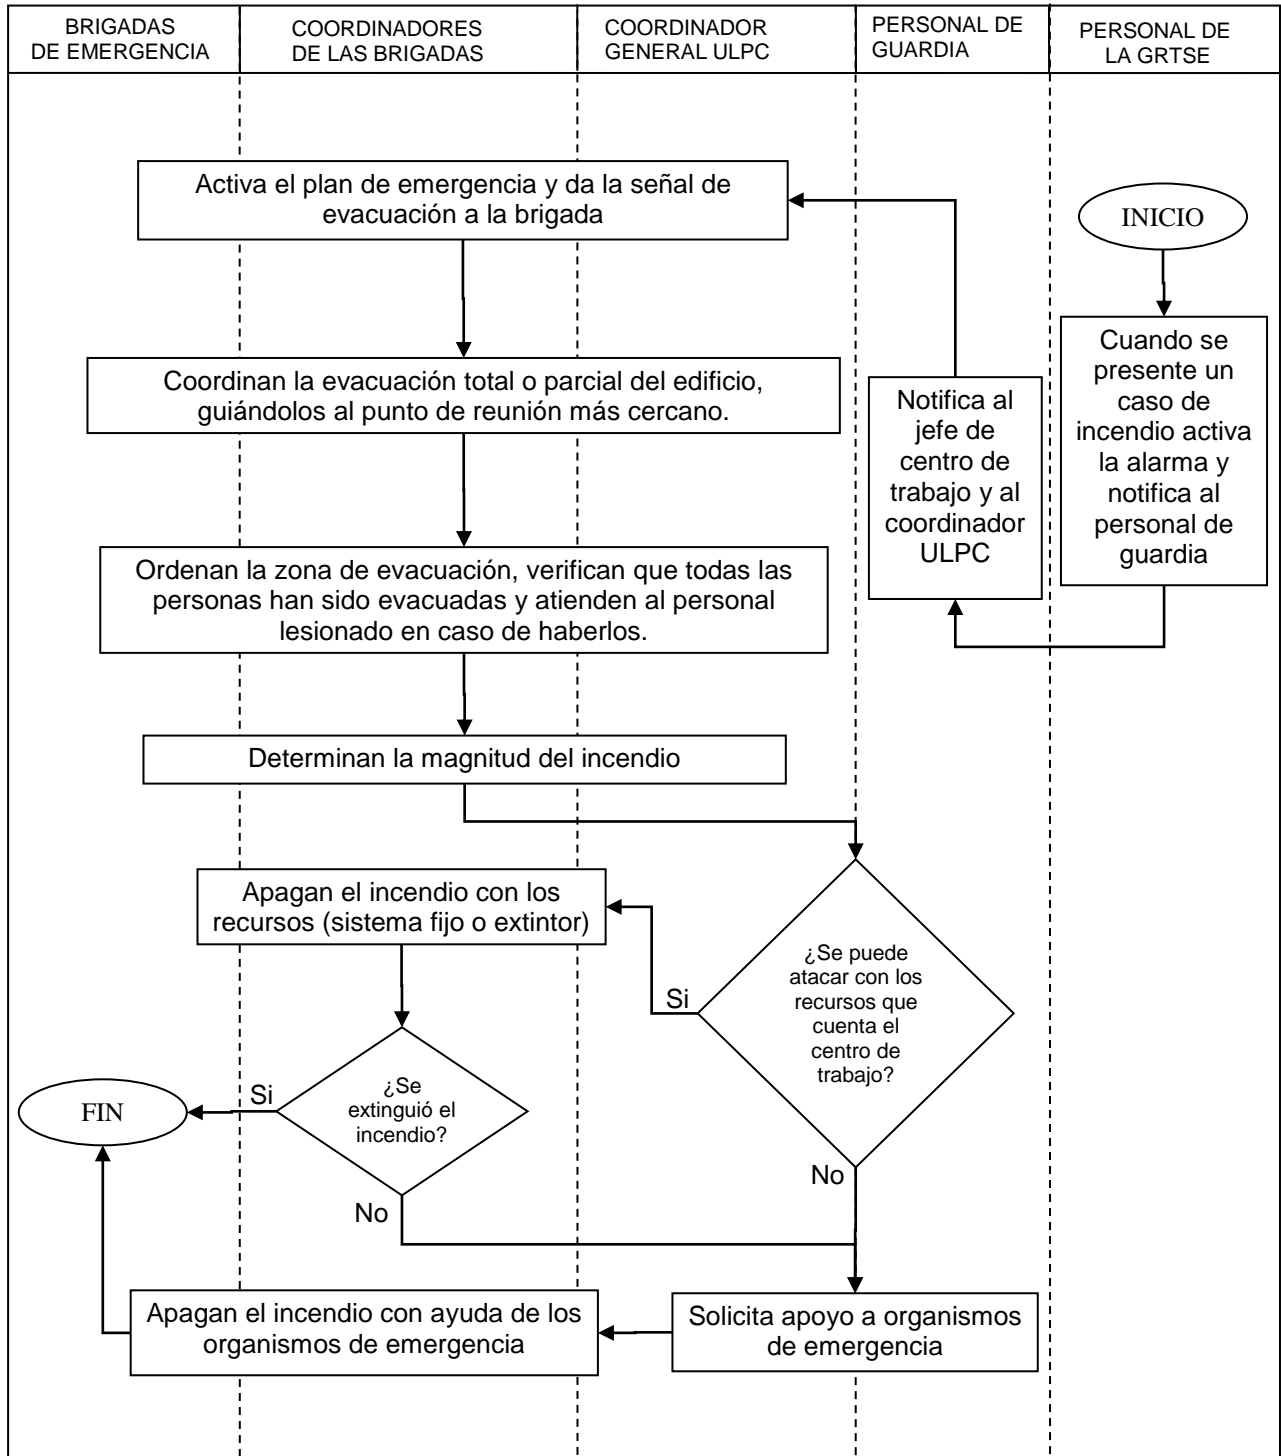 BRIGADAS
DE EMERGENCIA
COORDINADORES
DE LAS BRIGADAS
COORDINADOR
GENERAL ULPC
PERSONAL DE
GUARDIA
PERSONAL DE
LA GRTSE
INICIO
Cuando se
presente un
caso de
incendio activa
la alarma y
notifica al
personal de
guardia
Notifica al
jefe de
centro de
trabajo y al
coordinador
ULPC
Activa el plan de emergencia y da la señal de
evacuación a la brigada
Coordinan la evacuación total o parcial del edificio,
guiándolos al punto de reunión más cercano.
Ordenan la zona de evacuación, verifican que todas las
personas han sido evacuadas y atienden al personal
lesionado en caso de haberlos.
Determinan la magnitud del incendio
¿Se puede
atacar con los
recursos que
cuenta el
centro de
trabajo?
Si
No
Apagan el incendio con los
recursos (sistema fijo o extintor)
¿Se
extinguió el
incendio?
Si
No
FIN
Solicita apoyo a organismos
de emergencia
Apagan el incendio con ayuda de los
organismos de emergencia